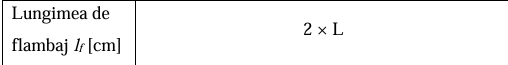 Lungimea de
flambaj lf [cm]
2 × L